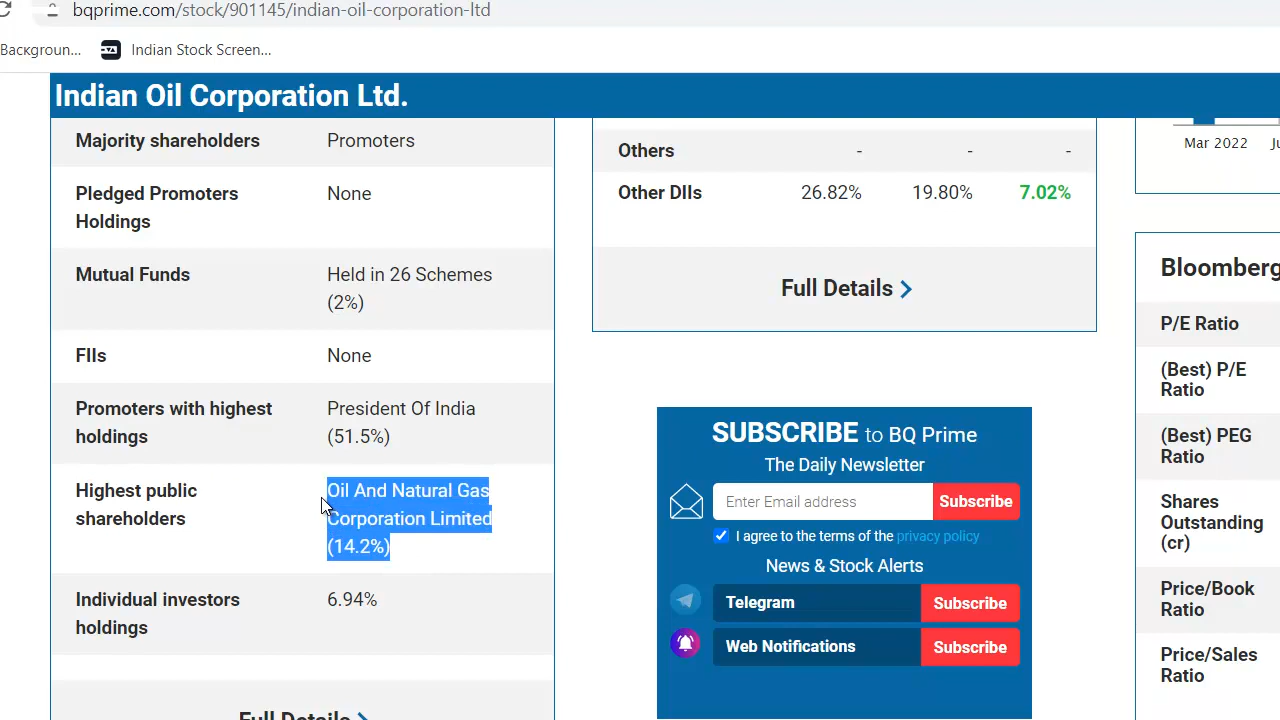 bqprime.com/stock/901145/indian-oil-corporation-ltd
Backgroun...
Indian Stock Screen...
Indian Oil Corporation Ltd.
Majority shareholders Promoters
Pledged Promoters None
Holdings
Mutual Funds Held in 26 Schemes
(2%)
FIIs None
Promoters with highest President Of India
holdings (51.5%)
Highest public Oil And Natural Gas
shareholders Corporation Limited
(14.2%)
Individual investors 6.94%
holdings
Full Details
Others - - -
Other DIIs 26.82% 19.80% 7.02%
Full Details
SUBSCRIBE to BQ Prime
The Daily Newsletter
Enter Email address Subscribe
I agree to the terms of the privacy policy
News & Stock Alerts
Telegram Subscribe
Web Notifications Subscribe
Mar 2022
Bloomberg
P/E Ratio
(Best) P/E
Ratio
(Best) PEG
Ratio
Shares
Outstanding
(cr)
Price/Book
Ratio
Price/Sales
Ratio